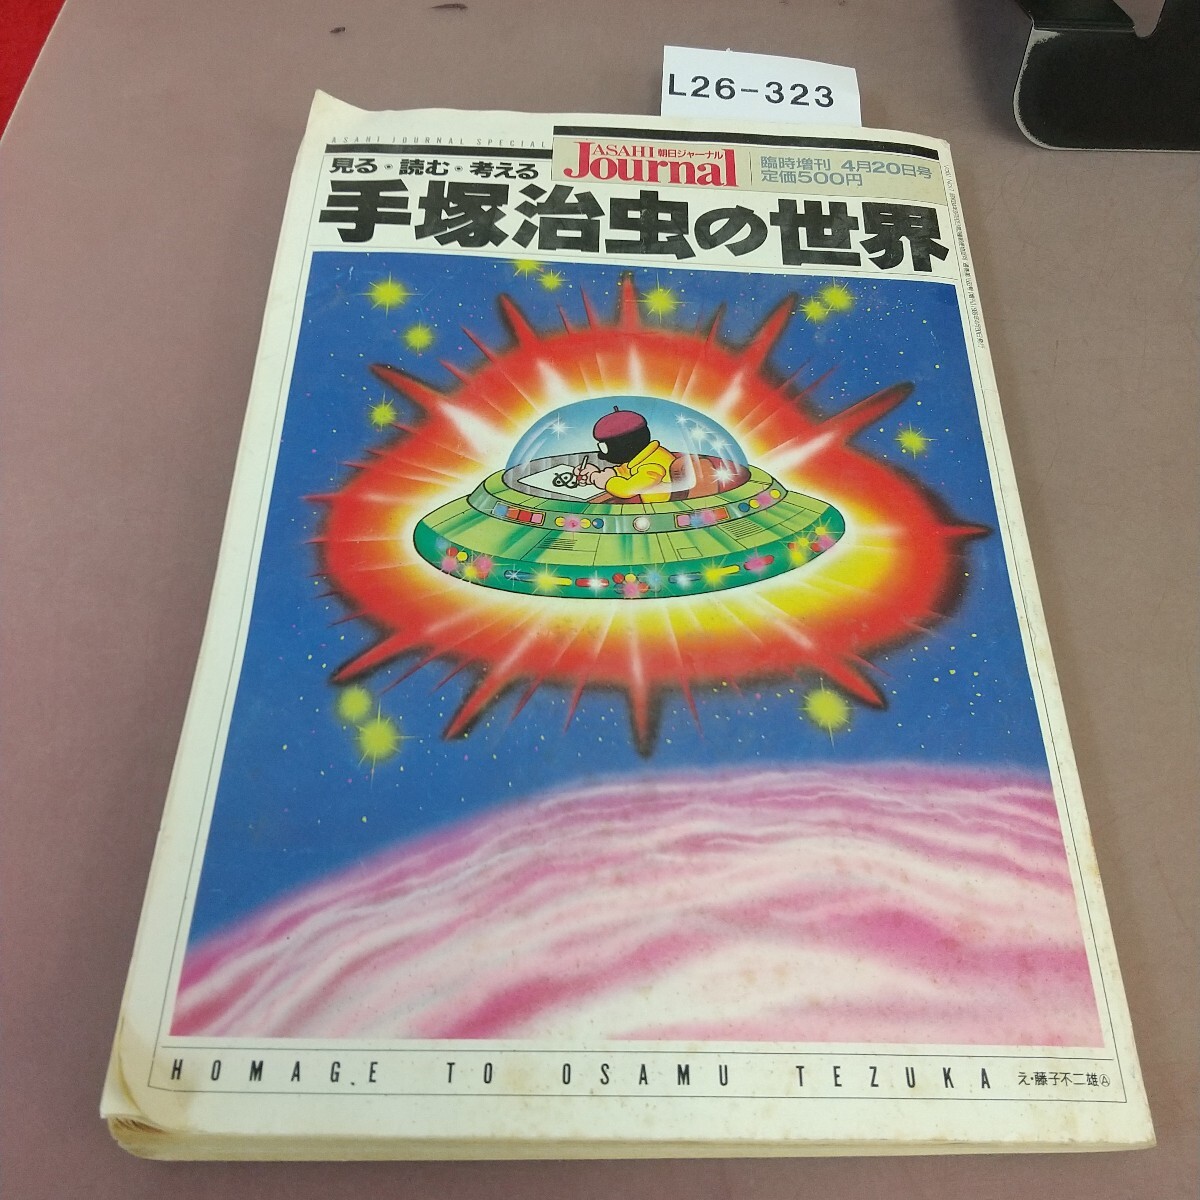 L26-323
ASAHI JOURNAL SPECIAL
見る・読む・考える
ASAHI 朝日ジャーナル
Journal
臨時増刊 4月20日号
定価500円
手塚治虫の世界
HOMAGE TO OSAMU TEZUKA
え・藤子不二雄Ⓐ